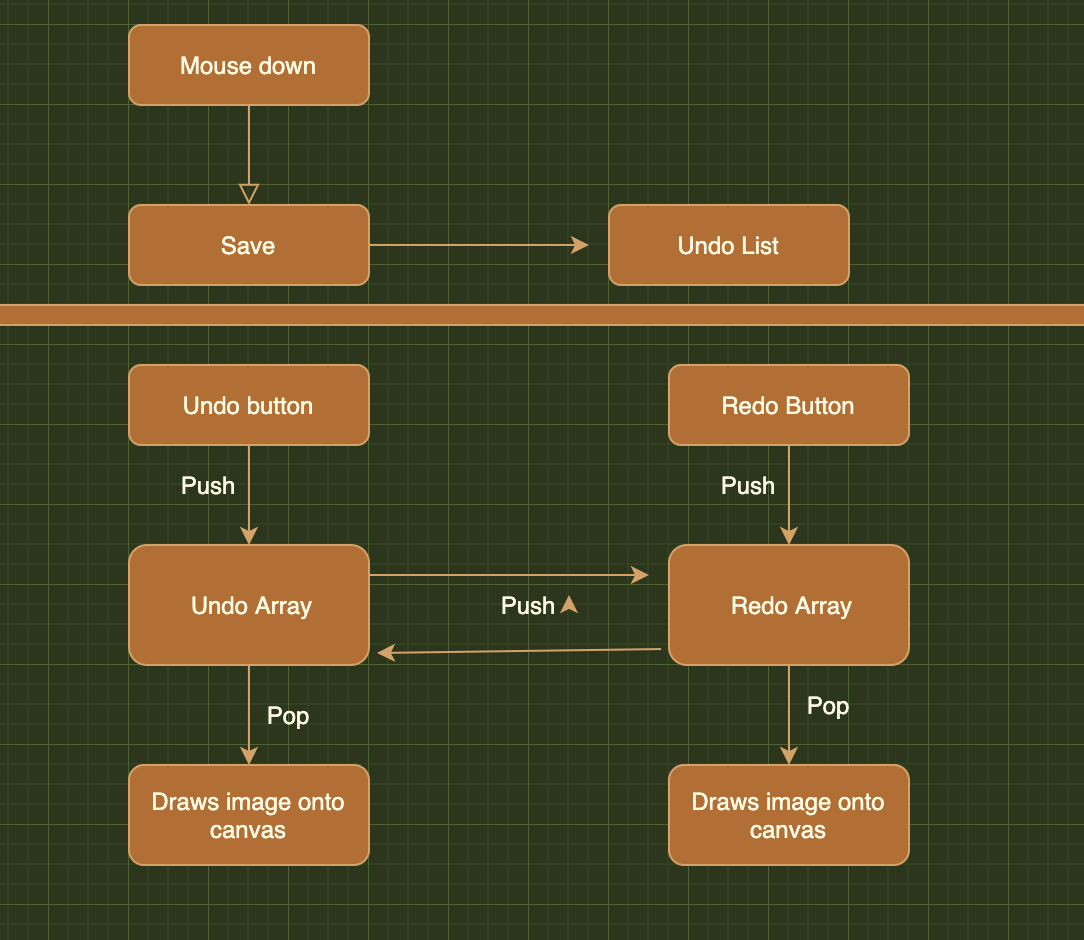 Mouse down
Save
Undo List
Undo button
Redo Button
Push
Push
Undo Array
Push
Redo Array
Pop
Pop
Draws image onto
canvas
Draws image onto
canvas